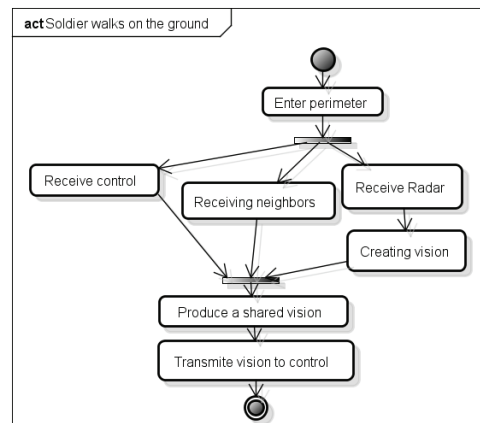 act Soldier walks on the ground
Enter perimeter
Receive control
Receiving neighbors
Receive Radar
Creating vision
Produce a shared vision
Transmite vision to control